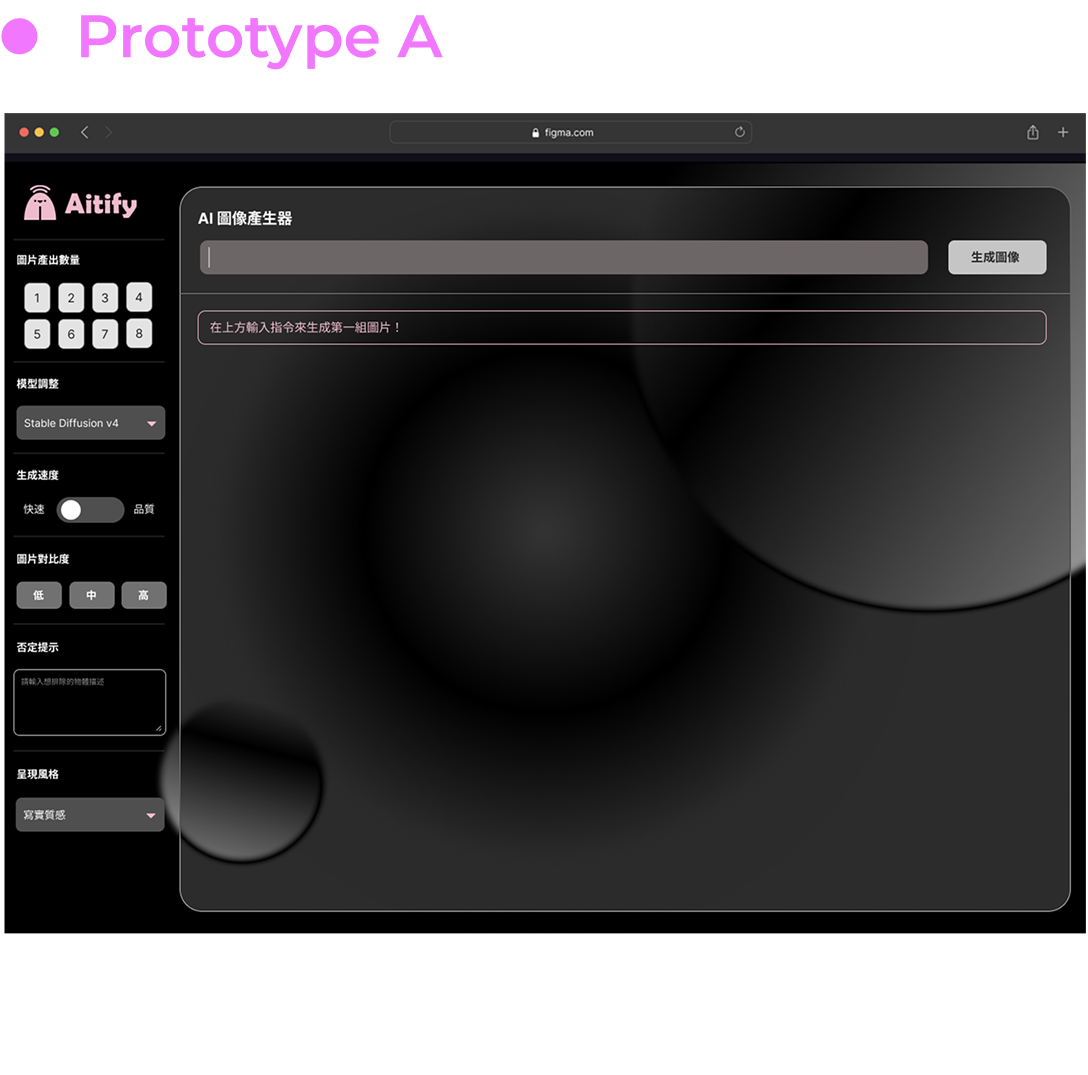 Prototype A
figma.com
Aitify
圖片產出數量
1 2 3 4
5 6 7 8
模型調整
Stable Diffusion v4
生成速度
快速 品質
圖片對比度
低 中 高
否定提示
請輸入想排除的物體描述
呈現風格
寫實質感
AI 圖像產生器
生成圖像
在上方輸入指令來生成第一組圖片！